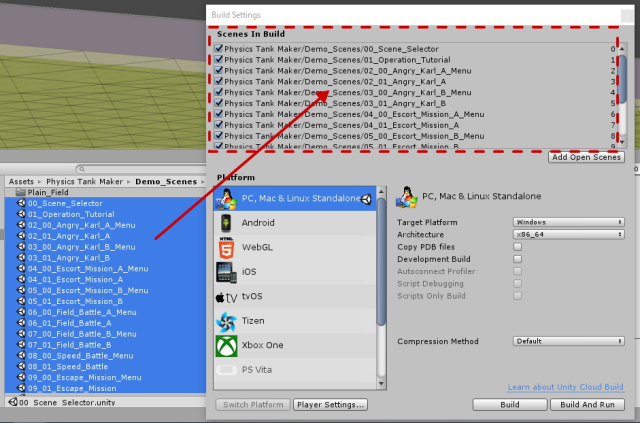 Build Settings
Scenes In Build
Physics Tank Maker/Demo_Scenes/00_Scene_Selector 0
Physics Tank Maker/Demo_Scenes/01_Operation_Tutorial 1
Physics Tank Maker/Demo_Scenes/02_00_Angry_Karl_A_Menu 2
Physics Tank Maker/Demo_Scenes/02_01_Angry_Karl_A 3
Physics Tank Maker/Demo_Scenes/03_00_Angry_Karl_B_Menu 4
Physics Tank Maker/Demo_Scenes/03_01_Angry_Karl_B 5
Physics Tank Maker/Demo_Scenes/04_00_Escort_Mission_A_Menu 6
Physics Tank Maker/Demo_Scenes/04_01_Escort_Mission_A 7
Physics Tank Maker/Demo_Scenes/05_00_Escort_Mission_B_Menu 8
Physics Tank Maker/Demo_Scenes/05_01_Escort_Mission_B 9
Add Open Scenes
Assets ▸ Physics Tank Maker ▸ Demo_Scenes ▸
Plain_Field
00_Scene_Selector
01_Operation_Tutorial
02_00_Angry_Karl_A_Menu
02_01_Angry_Karl_A
03_00_Angry_Karl_B_Menu
03_01_Angry_Karl_B
04_00_Escort_Mission_A_Menu
04_01_Escort_Mission_A
05_00_Escort_Mission_B_Menu
05_01_Escort_Mission_B
06_00_Field_Battle_A_Menu
06_01_Field_Battle_A
07_00_Field_Battle_B_Menu
07_01_Field_Battle_B
08_00_Speed_Battle_Menu
08_01_Speed_Battle
09_00_Escape_Mission_Menu
09_01_Escape_Mission
00_Scene_Selector.unity
Platform
PC, Mac & Linux Standalone
Android
HTML
WebGL
iOS
tv
tvOS
Tizen
Xbox One
PS Vita
Switch Platform
Player Settings...
PC, Mac & Linux Standalone
Target Platform Windows
Architecture x86_64
Copy PDB files
Development Build
Autoconnect Profiler
Script Debugging
Scripts Only Build
Compression Method Default
Learn about Unity Cloud Build
Build
Build And Run